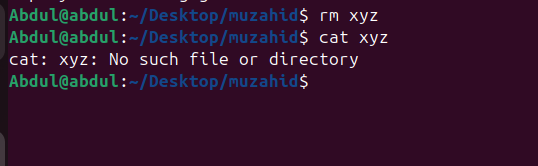 Abdul@abdul:~/Desktop/muzahid$ rm xyz
Abdul@abdul:~/Desktop/muzahid$ cat xyz
cat: xyz: No such file or directory
Abdul@abdul:~/Desktop/muzahid$